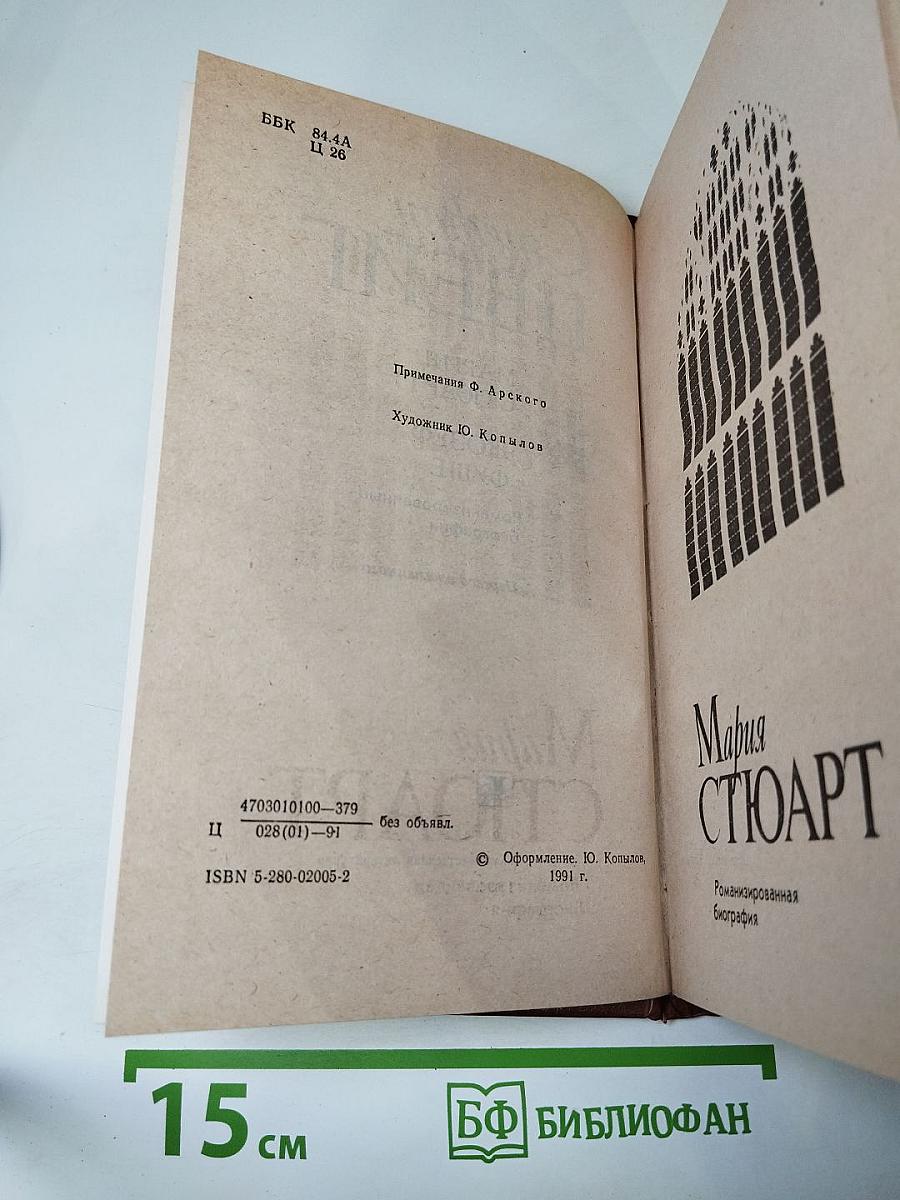 ББК 84.4А
Ц 26
Примечания Ф. Арского
Художник Ю. Копылов
Ц 4703010100—379
028(01)—91 без объявл.
ISBN 5-280-02005-2
© Оформление. Ю. Копылов,
1991 г.
Мария
СТЮАРТ
Романизированная
биография
15 см
БФ БИБЛИОФАН